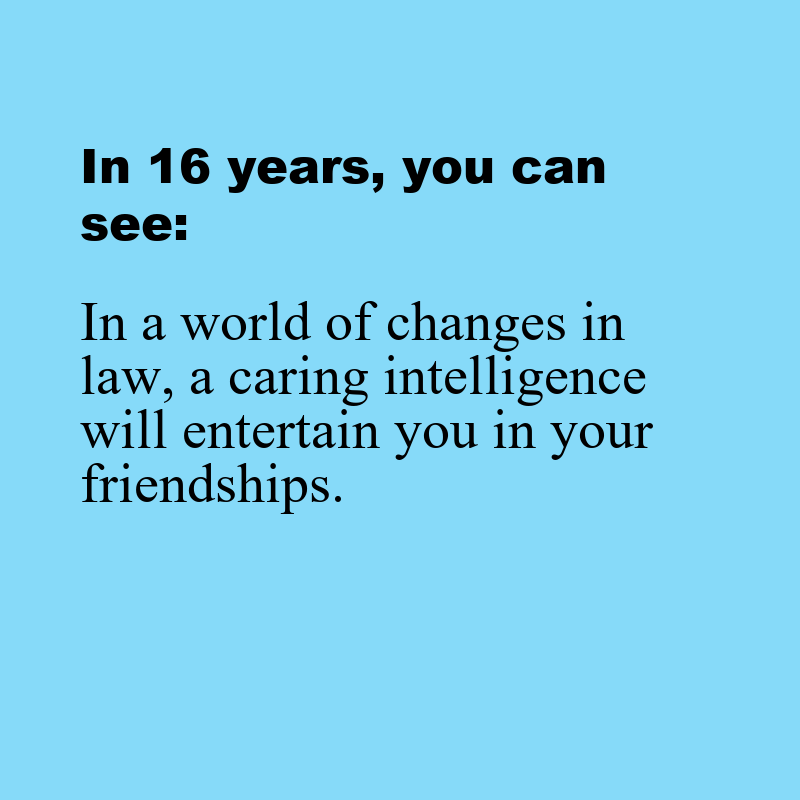 In 16 years, you can
see:
In a world of changes in
law, a caring intelligence
will entertain you in your
friendships.